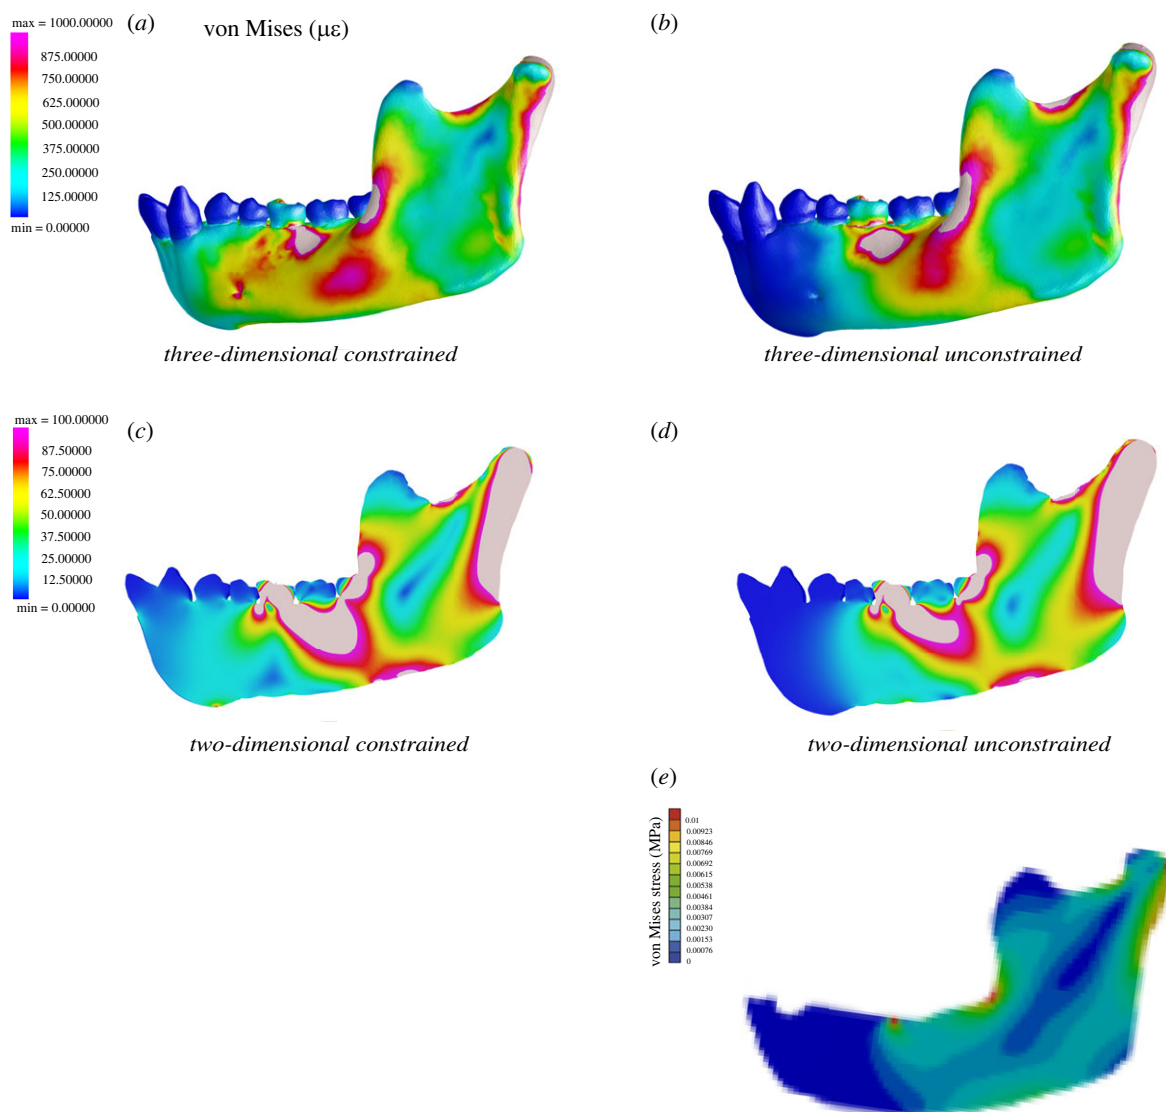 (a)
von Mises (με)
max = 1000.00000
875.00000
750.00000
625.00000
500.00000
375.00000
250.00000
125.00000
min = 0.00000
three-dimensional constrained
(b)
three-dimensional unconstrained
(c)
max = 100.00000
87.50000
75.00000
62.50000
50.00000
37.50000
25.00000
12.50000
min = 0.00000
two-dimensional constrained
(d)
two-dimensional unconstrained
(e)
von Mises stress (MPa)
0.01
0.00923
0.00846
0.00769
0.00692
0.00615
0.00538
0.00461
0.00384
0.00307
0.00230
0.00153
0.00076
0